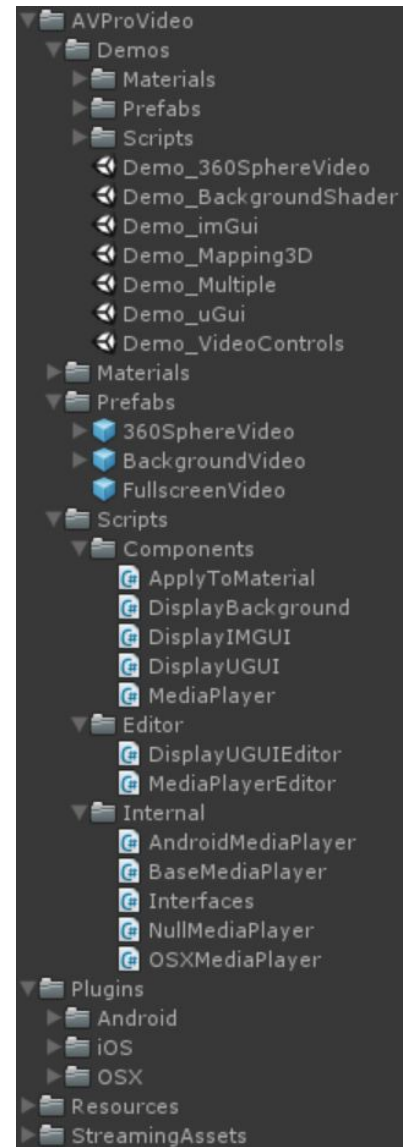 AVProVideo
Demos
Materials
Prefabs
Scripts
Demo_360SphereVideo
Demo_BackgroundShader
Demo_imGui
Demo_Mapping3D
Demo_Multiple
Demo_uGui
Demo_VideoControls
Materials
Prefabs
360SphereVideo
BackgroundVideo
FullscreenVideo
Scripts
Components
ApplyToMaterial
DisplayBackground
DisplayIMGUI
DisplayUGUI
MediaPlayer
Editor
DisplayUGUIEditor
MediaPlayerEditor
Internal
AndroidMediaPlayer
BaseMediaPlayer
Interfaces
NullMediaPlayer
OSXMediaPlayer
Plugins
Android
iOS
OSX
Resources
StreamingAssets